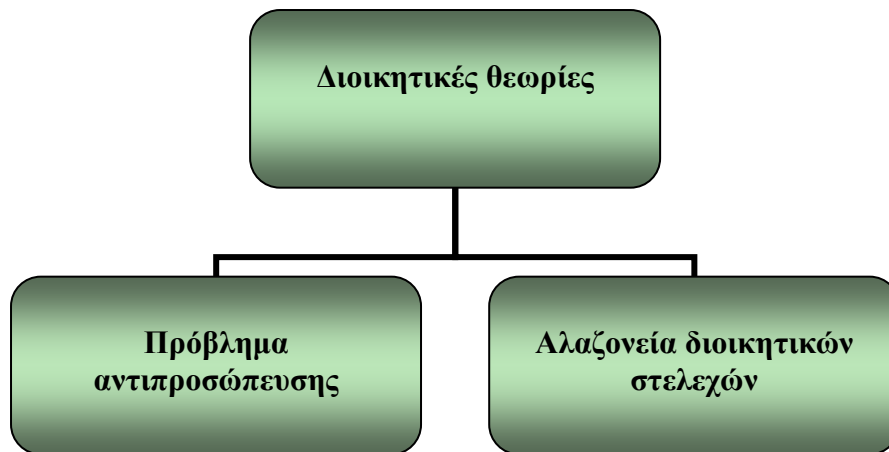 Διοικητικές θεωρίες
Πρόβλημα
αντιπροσώπευσης
Αλαζονεία διοικητικών
στελεχών